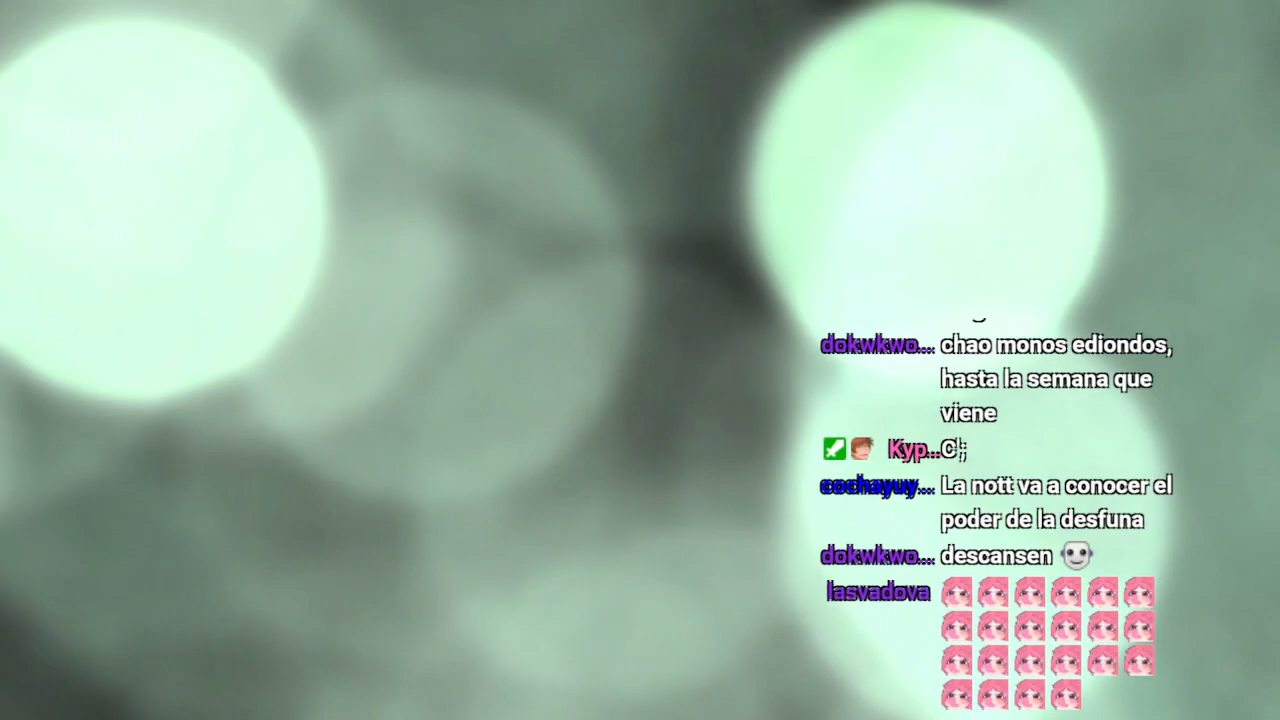 dokwkwo... chao monos ediondos,
hasta la semana que
viene
Kyp... C¦;
cochayuy... La nott va a conocer el
poder de la desfuna
dokwkwo... descansen
lasvadova